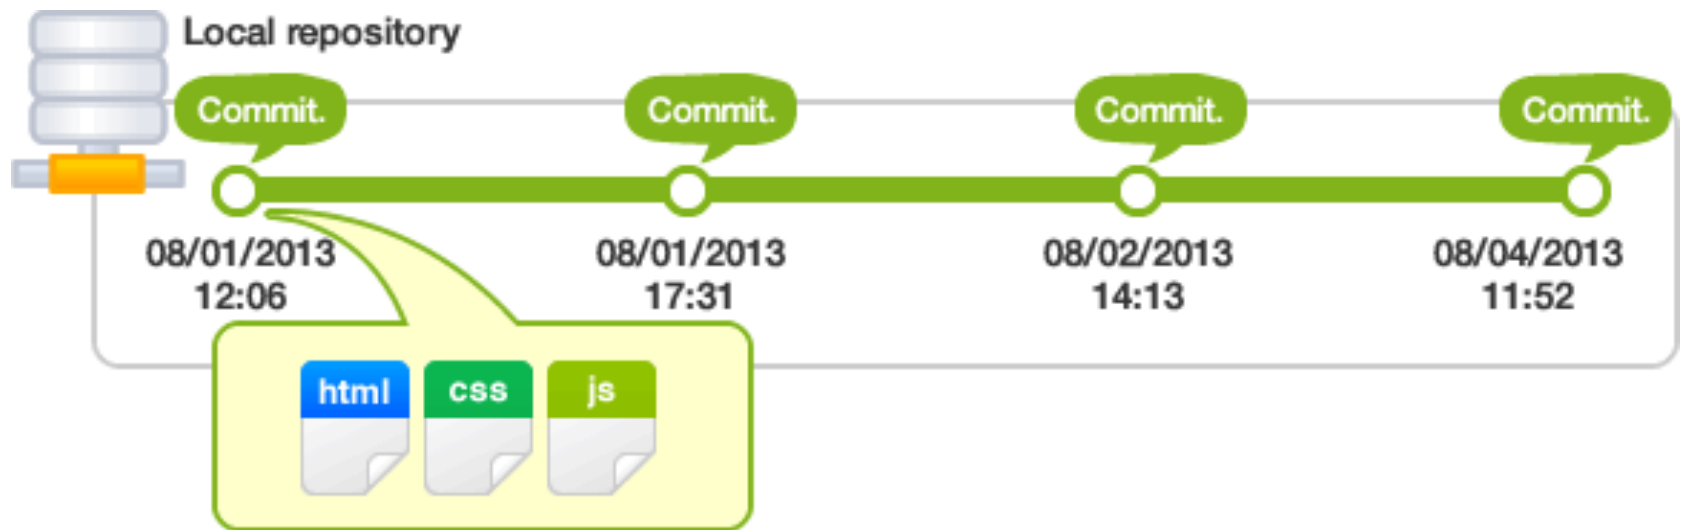 Local repository
Commit. Commit. Commit. Commit.
08/01/2013 08/01/2013 08/02/2013 08/04/2013
12:06 17:31 14:13 11:52
html css js